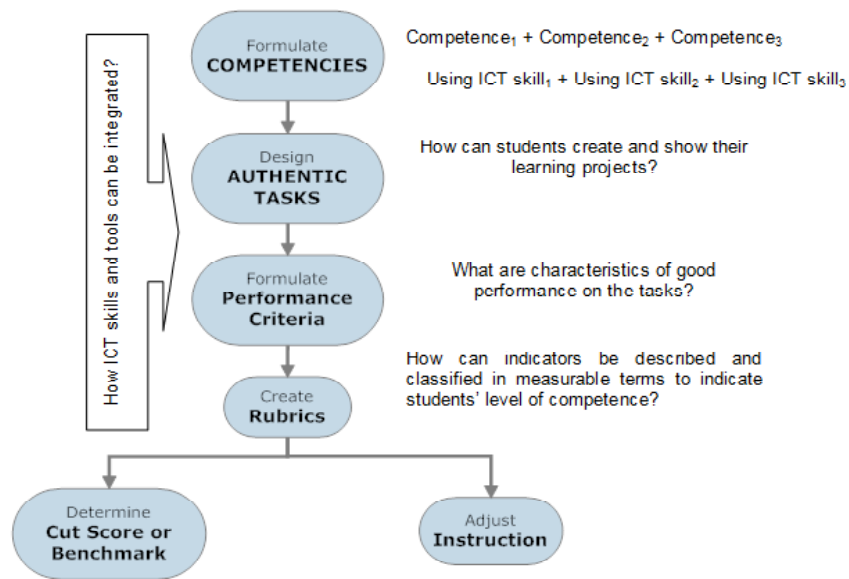 How ICT skills and tools can be integrated?
Formulate
COMPETENCIES
Competence₁ + Competence₂ + Competence₃
Using ICT skill₁ + Using ICT skill₂ + Using ICT skill₃
Design
AUTHENTIC
TASKS
How can students create and show their
learning projects?
Formulate
Performance
Criteria
What are characteristics of good
performance on the tasks?
Create
Rubrics
How can indicators be described and
classified in measurable terms to indicate
students’ level of competence?
Determine
Cut Score or
Benchmark
Adjust
Instruction